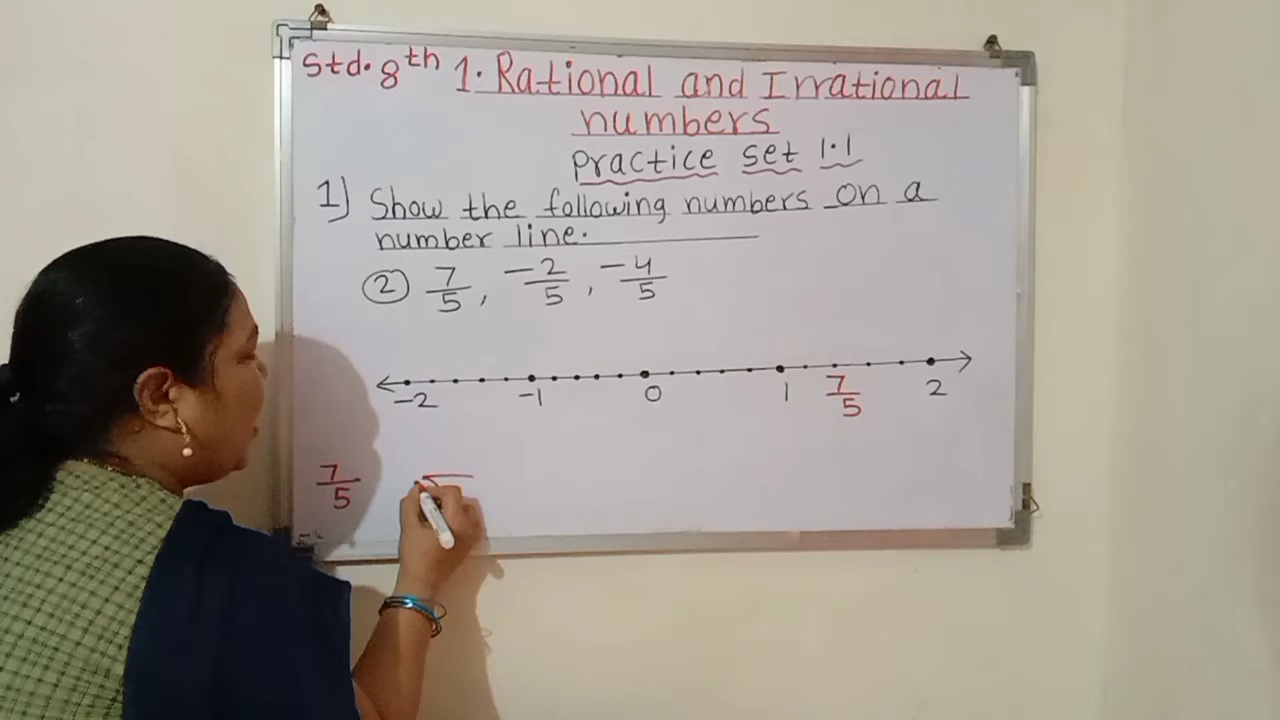 Std. 8th 1. Rational and Irrational
numbers
Practice set 1.1
1) Show the following numbers on a
number line.
② 7/5, -2/5, -4/5
-2 -1 0 1 7/5 2
7/5